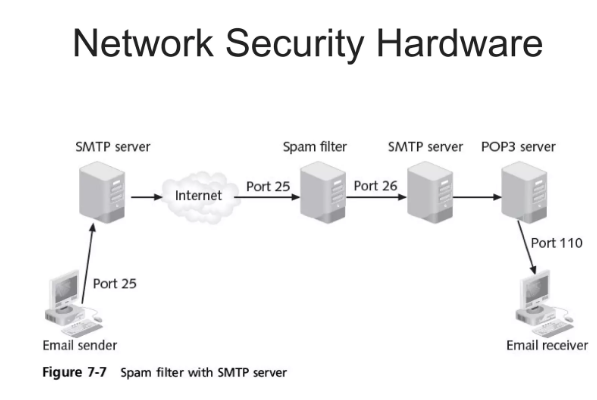 Network Security Hardware
SMTP server
Spam filter
SMTP server
POP3 server
Internet
Port 25
Port 26
Port 110
Port 25
Email sender
Email receiver
Figure 7-7 Spam filter with SMTP server